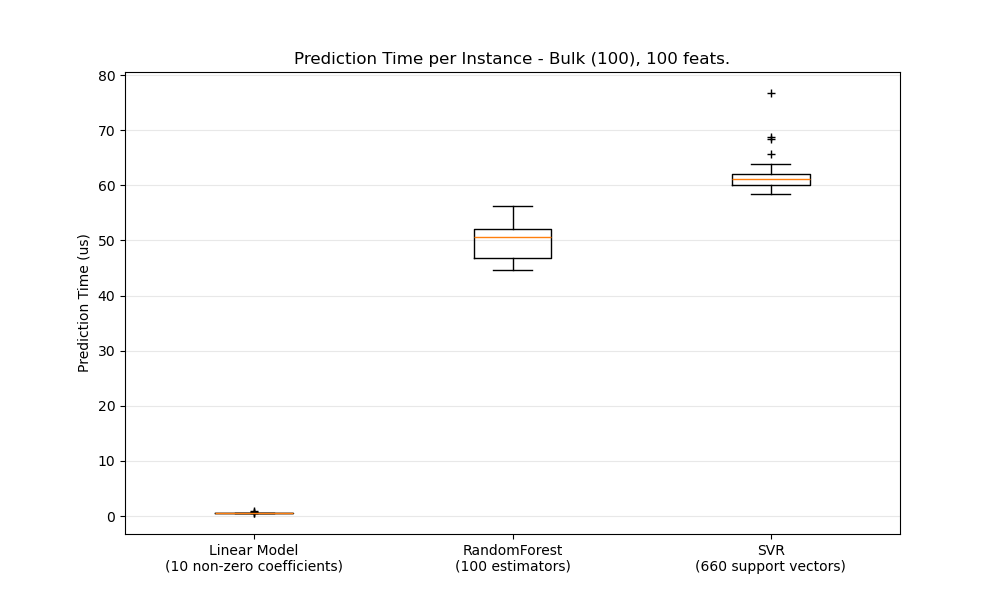 Prediction Time per Instance - Bulk (100), 100 feats.
Prediction Time (us)
80
70
60
50
40
30
20
10
0
Linear Model
(10 non-zero coefficients)
RandomForest
(100 estimators)
SVR
(660 support vectors)